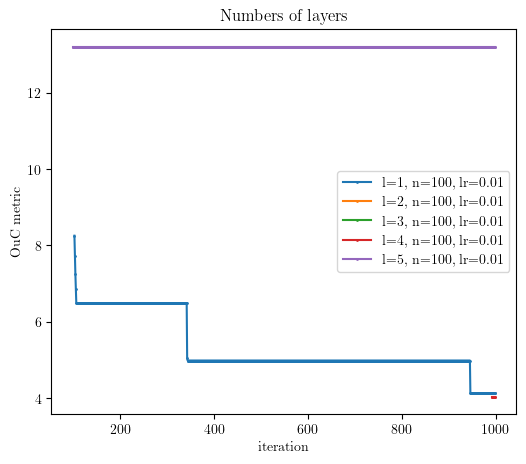 Numbers of layers
OuC metric
12
10
8
6
4
l=1, n=100, lr=0.01
l=2, n=100, lr=0.01
l=3, n=100, lr=0.01
l=4, n=100, lr=0.01
l=5, n=100, lr=0.01
200 400 600 800 1000
iteration